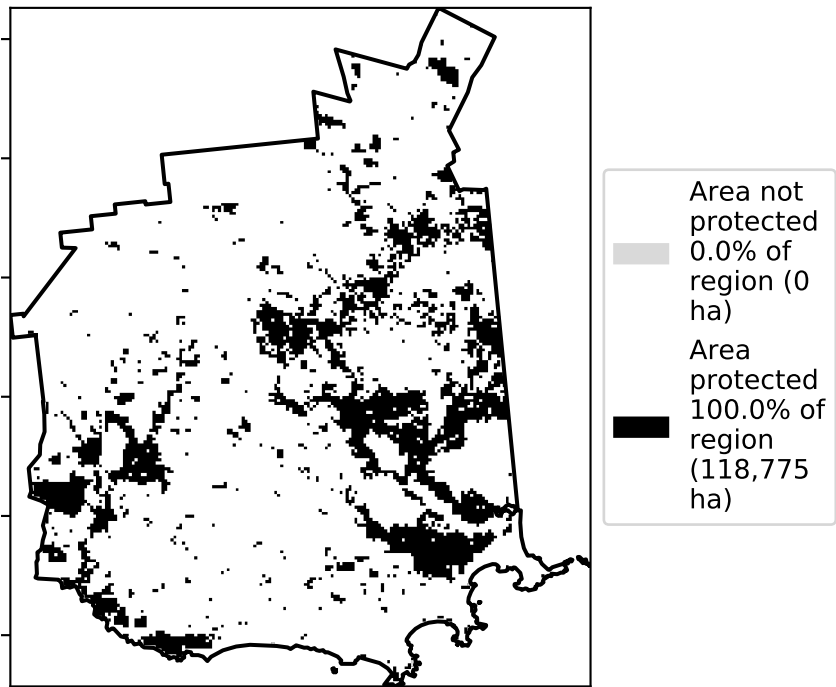 Area not
protected
0.0% of
region (0
ha)
Area
protected
100.0% of
region
(118,775
ha)